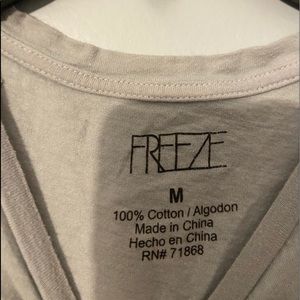 FREEZE
M
100% Cotton / Algodon
Made in China
Hecho en China
RN# 71868